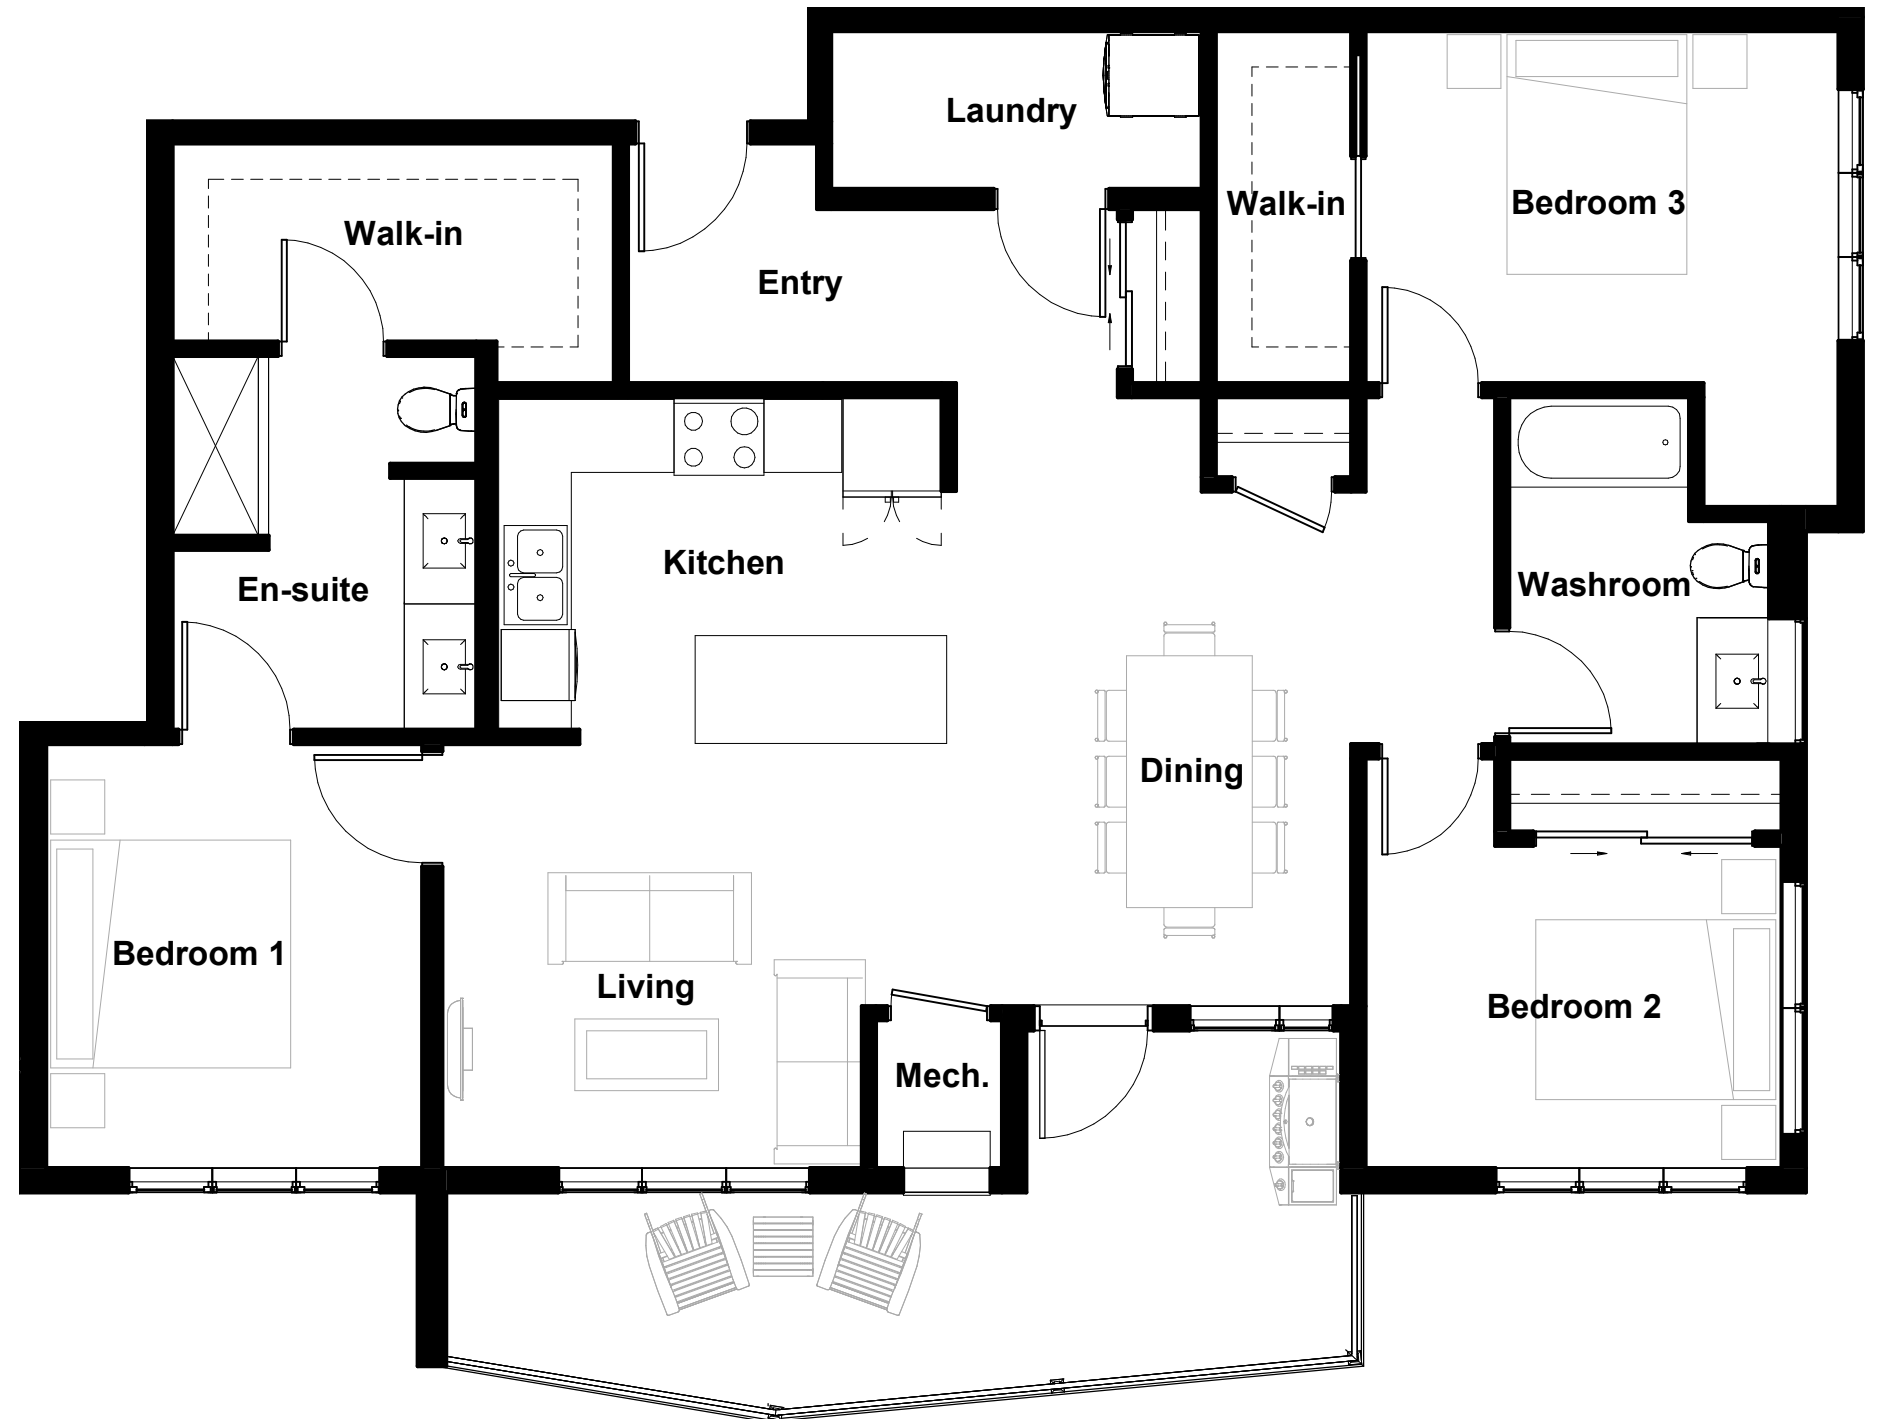 Laundry
Walk-in
Bedroom 3
Walk-in
Entry
Kitchen
En-suite
Washroom
Dining
Bedroom 1
Living
Bedroom 2
Mech.